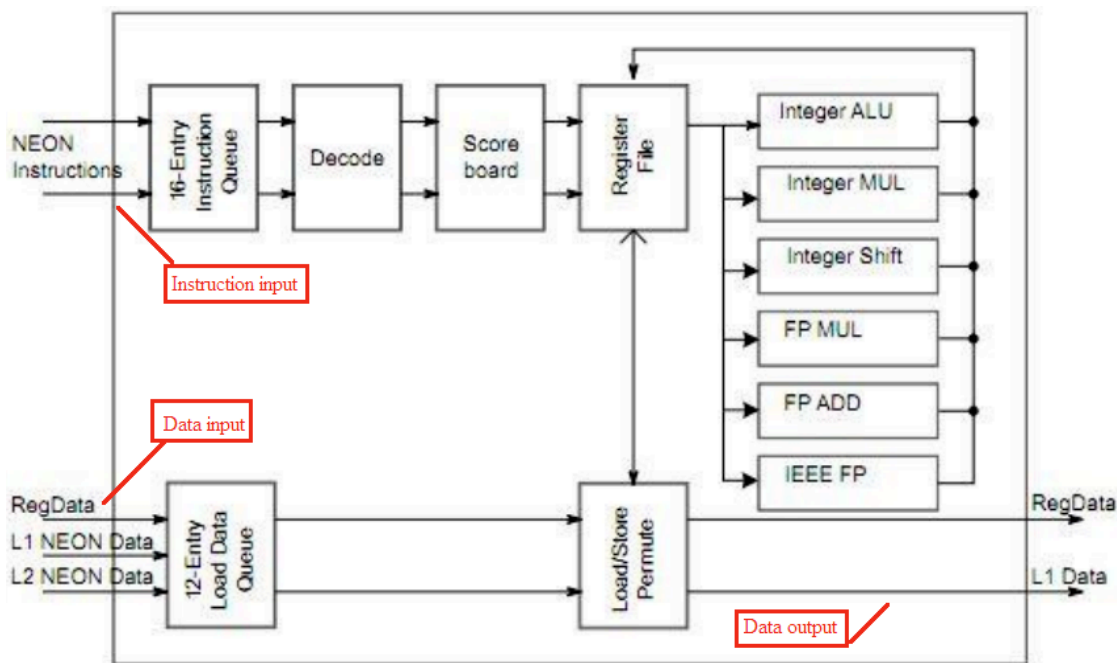 NEON
Instructions
16-Entry
Instruction
Queue
Decode
Score
board
Register
File
Integer ALU
Integer MUL
Integer Shift
FP MUL
FP ADD
IEEE FP
Instruction input
Data input
RegData
L1 NEON Data
L2 NEON Data
12-Entry
Load Data
Queue
Load/Store
Permute
RegData
L1 Data
Data output